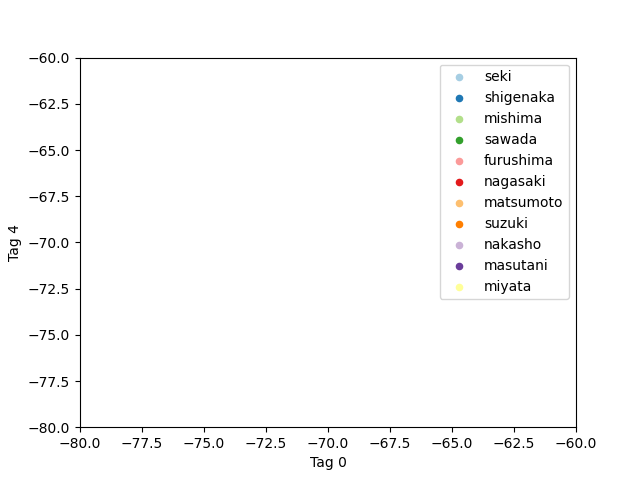 −60.0
−62.5
−65.0
−67.5
−70.0
−72.5
−75.0
−77.5
−80.0
Tag 4
seki
shigenaka
mishima
sawada
furushima
nagasaki
matsumoto
suzuki
nakasho
masutani
miyata
−80.0 −77.5 −75.0 −72.5 −70.0 −67.5 −65.0 −62.5 −60.0
Tag 0